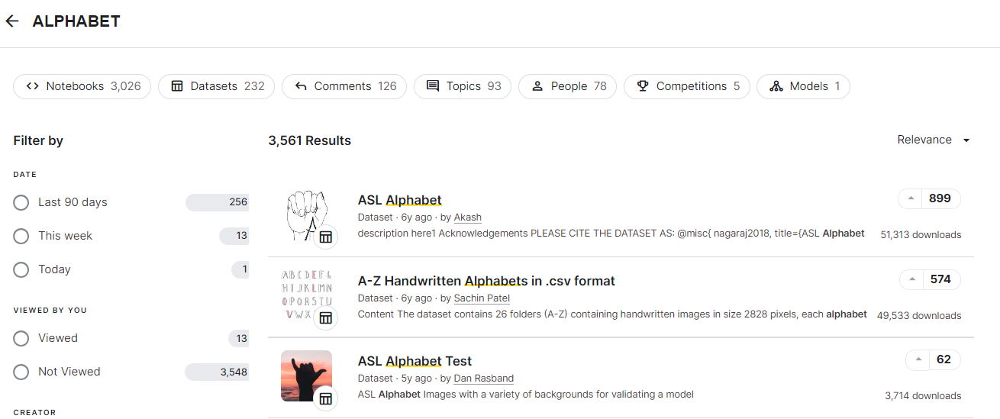 ALPHABET
Notebooks 3,026 Datasets 232 Comments 126 Topics 93 People 78 Competitions 5 Models 1
Filter by
3,561 Results
Relevance
DATE
Last 90 days 256
This week 13
Today 1
VIEWED BY YOU
Viewed 13
Not Viewed 3,548
CREATOR
ASL Alphabet
899
Dataset · 6y ago · by Akash
description here1 Acknowledgements PLEASE CITE THE DATASET AS: @misc{ nagaraj2018, title={ASL Alphabet
51,313 downloads
A B C D E F G
H I J K L M N
O P Q R S T U
V W X
A-Z Handwritten Alphabets in .csv format
574
Dataset · 6y ago · by Sachin Patel
Content The dataset contains 26 folders (A-Z) containing handwritten images in size 2828 pixels, each alphabet
49,533 downloads
ASL Alphabet Test
62
Dataset · 5y ago · by Dan Rasband
ASL Alphabet Images with a variety of backgrounds for validating a model
3,714 downloads